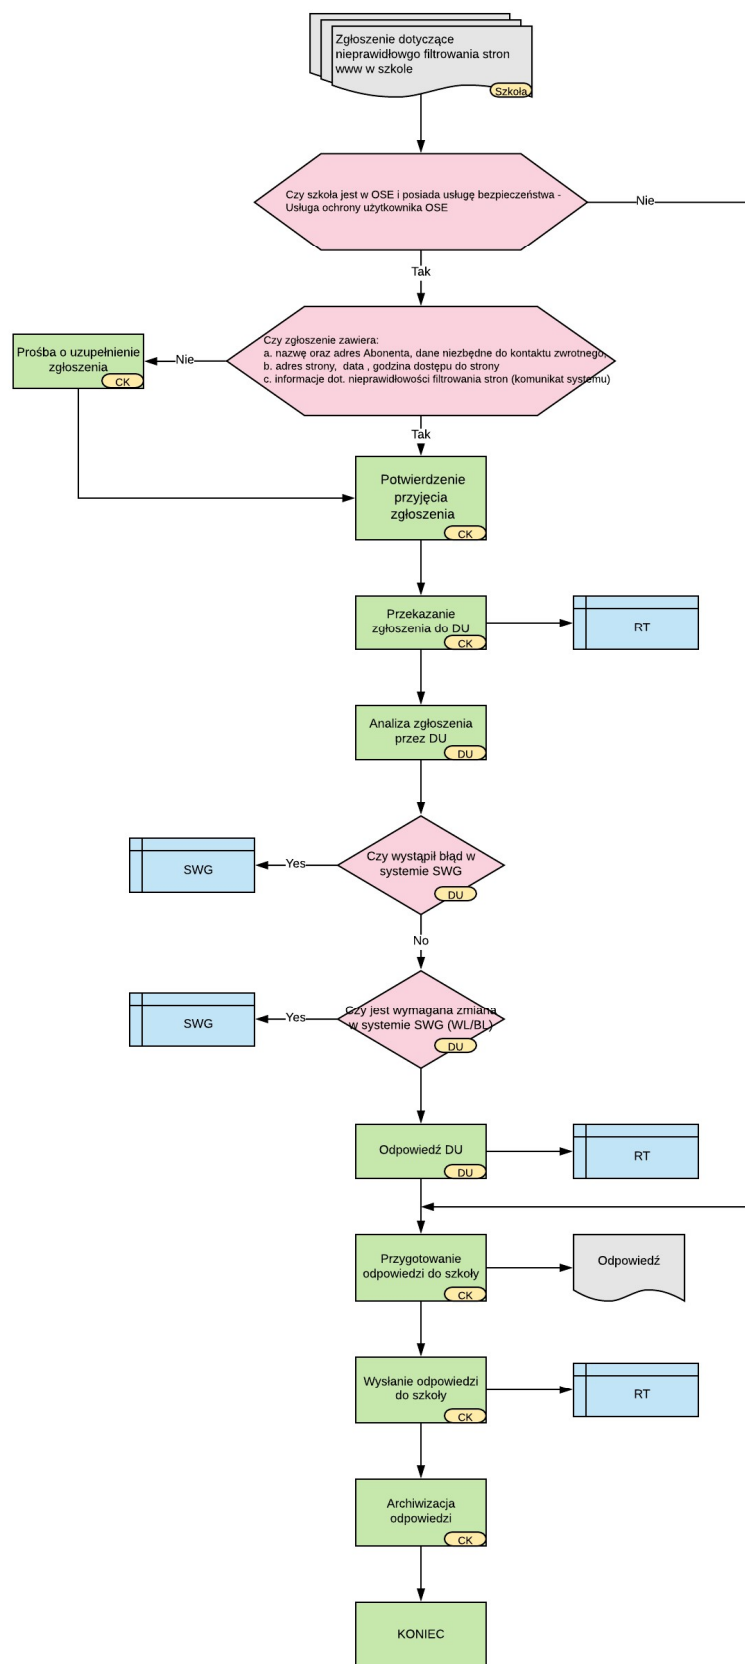 Zgłoszenie dotyczące
nieprawidłowgo filtrowania stron
www w szkole
Szkoła
Czy szkoła jest w OSE i posiada usługę bezpieczeństwa -
Usługa ochrony użytkownika OSE
Nie
Tak
Czy zgłoszenie zawiera:
a. nazwę oraz adres Abonenta, dane niezbędne do kontaktu zwrotnego,
b. adres strony, data , godzina dostępu do strony
c. informacje dot. nieprawidłowości filtrowania stron (komunikat systemu)
Nie
Prośba o uzupełnienie
zgłoszenia
CK
Tak
Potwierdzenie
przyjęcia
zgłoszenia
CK
Przekazanie
zgłoszenia do DU
CK
RT
Analiza zgłoszenia
przez DU
DU
Czy wystąpił błąd w
systemie SWG
DU
Yes
SWG
No
Czy jest wymagana zmiana
w systemie SWG (WL/BL)
DU
Yes
SWG
Odpowiedź DU
DU
RT
Przygotowanie
odpowiedzi do szkoły
CK
Odpowiedź
Wysłanie odpowiedzi
do szkoły
CK
RT
Archiwizacja
odpowiedzi
CK
KONIEC